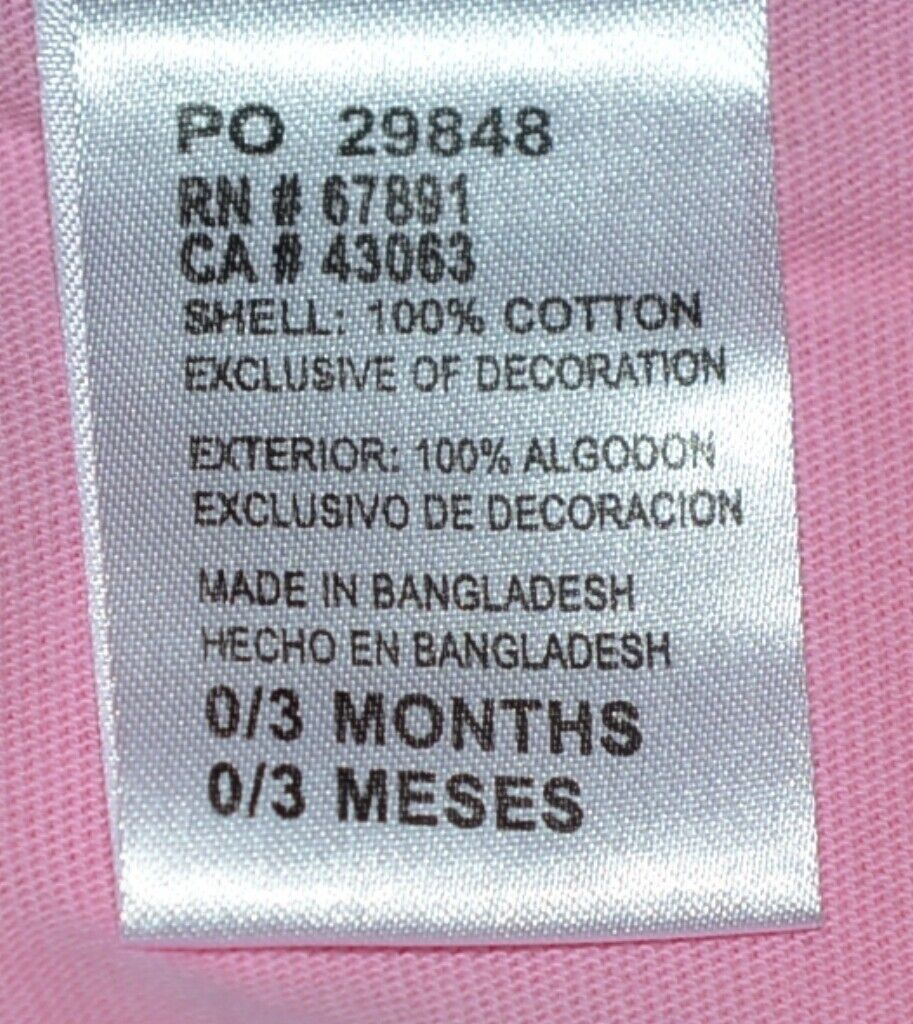 PO 29848
RN # 67891
CA # 43063
SHELL: 100% COTTON
EXCLUSIVE OF DECORATION
EXTERIOR: 100% ALGODON
EXCLUSIVO DE DECORACION
MADE IN BANGLADESH
HECHO EN BANGLADESH
0/3 MONTHS
0/3 MESES